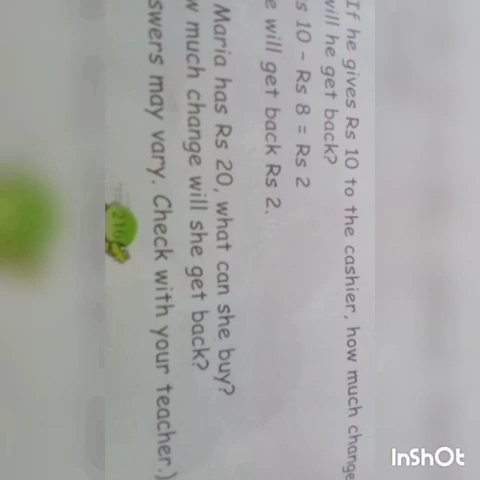 If he gives Rs 10 to the cashier, how much change
will he get back?
s 10 - Rs 8 = Rs 2
e will get back Rs 2.
Maria has Rs 20, what can she buy?
w much change will she get back?
swers may vary. Check with your teacher.)
216
InShOt